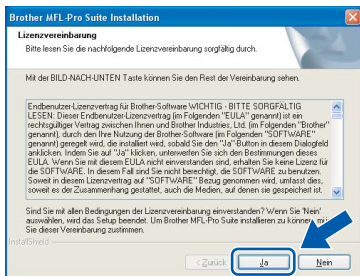 Brother MFL-Pro Suite Installation
Lizenzvereinbarung
Bitte lesen Sie die nachfolgende Lizenzvereinbarung sorgfältig durch.
Mit der BILD-NACH-UNTEN Taste können Sie den Rest der Vereinbarung sehen.
Endbenutzer-Lizenzvertrag für Brother-Software WICHTIG - BITTE SORGFÄLTIG
LESEN: Dieser Endbenutzer-Lizenzvertrag (im Folgenden "EULA" genannt) ist ein
rechtsgültiger Vertrag zwischen Ihnen und Brother Industries, Ltd. (im Folgenden "Brother"
genannt), durch den Ihre Nutzung der Brother-Software (im Folgenden "SOFTWARE"
genannt) geregelt wird, die installiert wird, sobald Sie den "Ja"-Button in diesem Dialogfeld
anklicken. Indem Sie auf "Ja" klicken, unterwerfen Sie sich den Bestimmungen dieses
EULA. Wenn Sie mit diesem EULA nicht einverstanden sind, erhalten Sie keine Lizenz für
die SOFTWARE. In diesem Fall sind Sie nicht berechtigt, die SOFTWARE zu benutzen.
Soweit in diesem Lizenzvertrag auf "SOFTWARE" Bezug genommen wird, umfasst dies,
soweit es der Zusammenhang gestattet, auch die Medien, auf denen sie gespeichert ist.
Sind Sie mit allen Bedingungen der Lizenzvereinbarung einverstanden? Wenn Sie 'Nein'
auswählen, wird das Setup beendet. Um Brother MFL-Pro Suite installieren zu können,
Sie dieser Vereinbarung zustimmen.
InstallShield
< Zurück
Ja
Nein